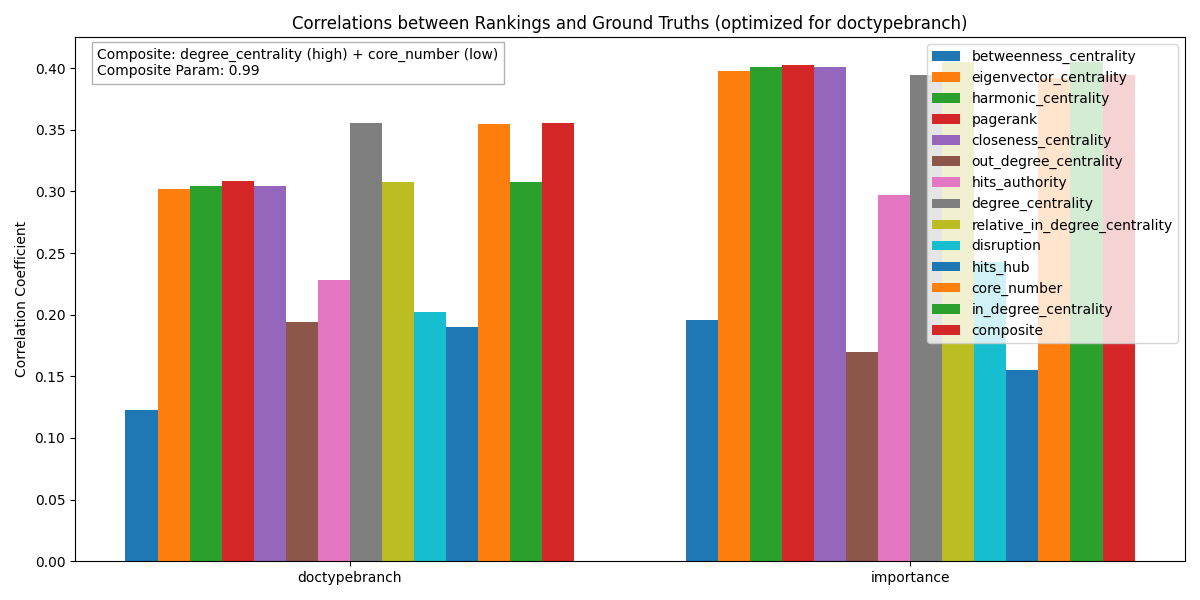 Correlations between Rankings and Ground Truths (optimized for doctypebranch)
Composite: degree_centrality (high) + core_number (low)
Composite Param: 0.99
betweenness_centrality
eigenvector_centrality
harmonic_centrality
pagerank
closeness_centrality
out_degree_centrality
hits_authority
degree_centrality
relative_in_degree_centrality
disruption
hits_hub
core_number
in_degree_centrality
composite
Correlation Coefficient
0.40
0.35
0.30
0.25
0.20
0.15
0.10
0.05
0.00
doctypebranch
importance